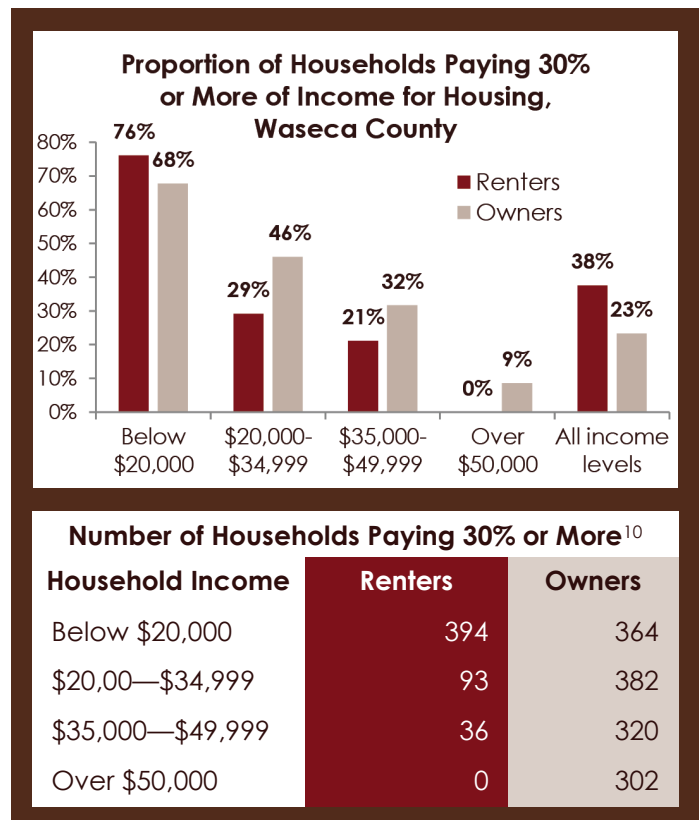 Proportion of Households Paying 30%
or More of Income for Housing,
Waseca County
80%
70%
60%
50%
40%
30%
20%
10%
0%
76%
68%
29%
46%
21%
32%
0%
9%
38%
23%
Renters
Owners
Below
$20,000
$20,000-
$34,999
$35,000-
$49,999
Over
$50,000
All income
levels
Number of Households Paying 30% or More¹⁰
Household Income Renters Owners
Below $20,000 394 364
$20,00—$34,999 93 382
$35,000—$49,999 36 320
Over $50,000 0 302